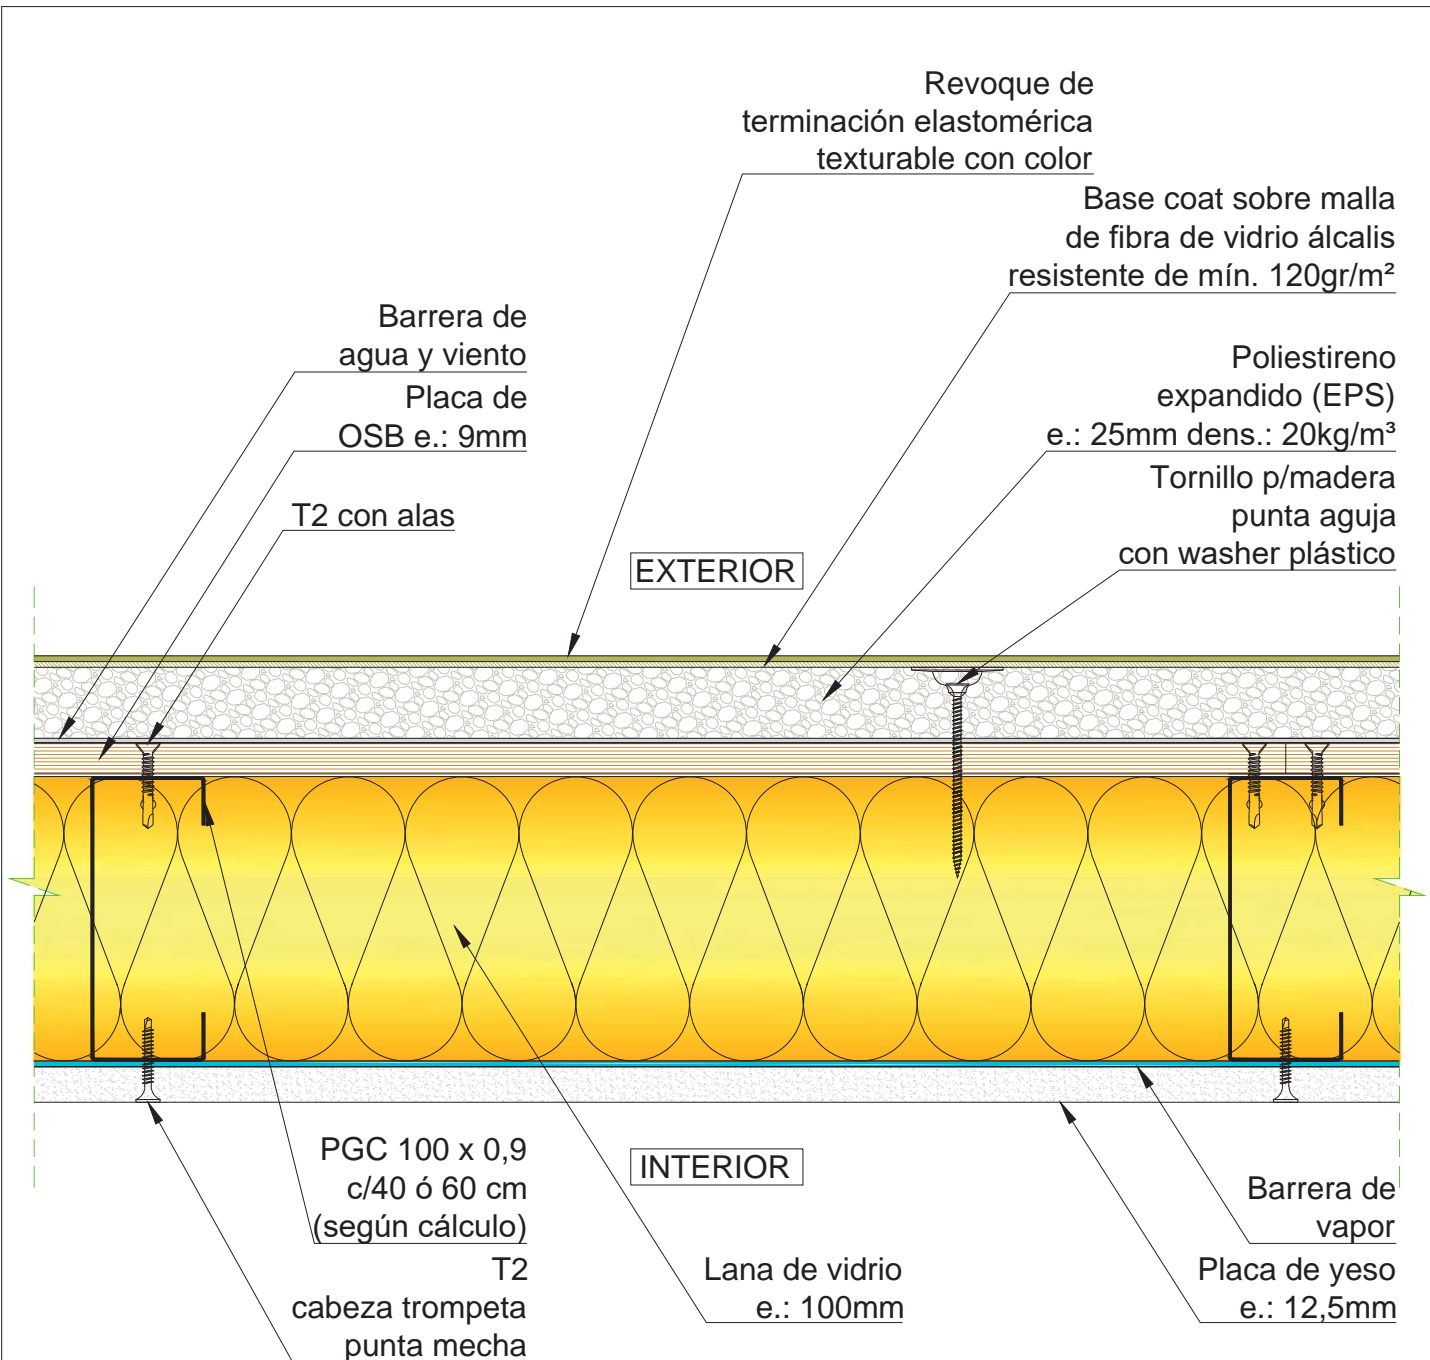 Revoque de
terminación elastomérica
texturable con color
Base coat sobre malla
de fibra de vidrio álcalis
resistente de mín. 120gr/m²
Barrera de
agua y viento
Poliestireno
expandido (EPS)
e.: 25mm dens.: 20kg/m³
Placa de
OSB e.: 9mm
Tornillo p/madera
punta aguja
con washer plástico
T2 con alas
EXTERIOR
INTERIOR
PGC 100 x 0,9
c/40 ó 60 cm
(según cálculo)
T2
cabeza trompeta
punta mecha
Lana de vidrio
e.: 100mm
Barrera de
vapor
Placa de yeso
e.: 12,5mm